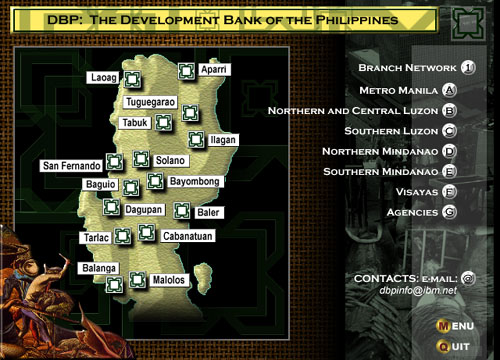 DBP: The Development Bank of the Philippines
Laoag
Aparri
Tuguegarao
Tabuk
Ilagan
San Fernando
Solano
Baguio
Bayombong
Dagupan
Baler
Tarlac
Cabanatuan
Balanga
Malolos
Branch Network 1
Metro Manila A
Northern and Central Luzon B
Southern Luzon C
Northern Mindanao D
Southern Mindanao E
Visayas F
Agencies G
CONTACTS: E-MAIL: @
dbpinfo@ibm.net
Menu
Quit